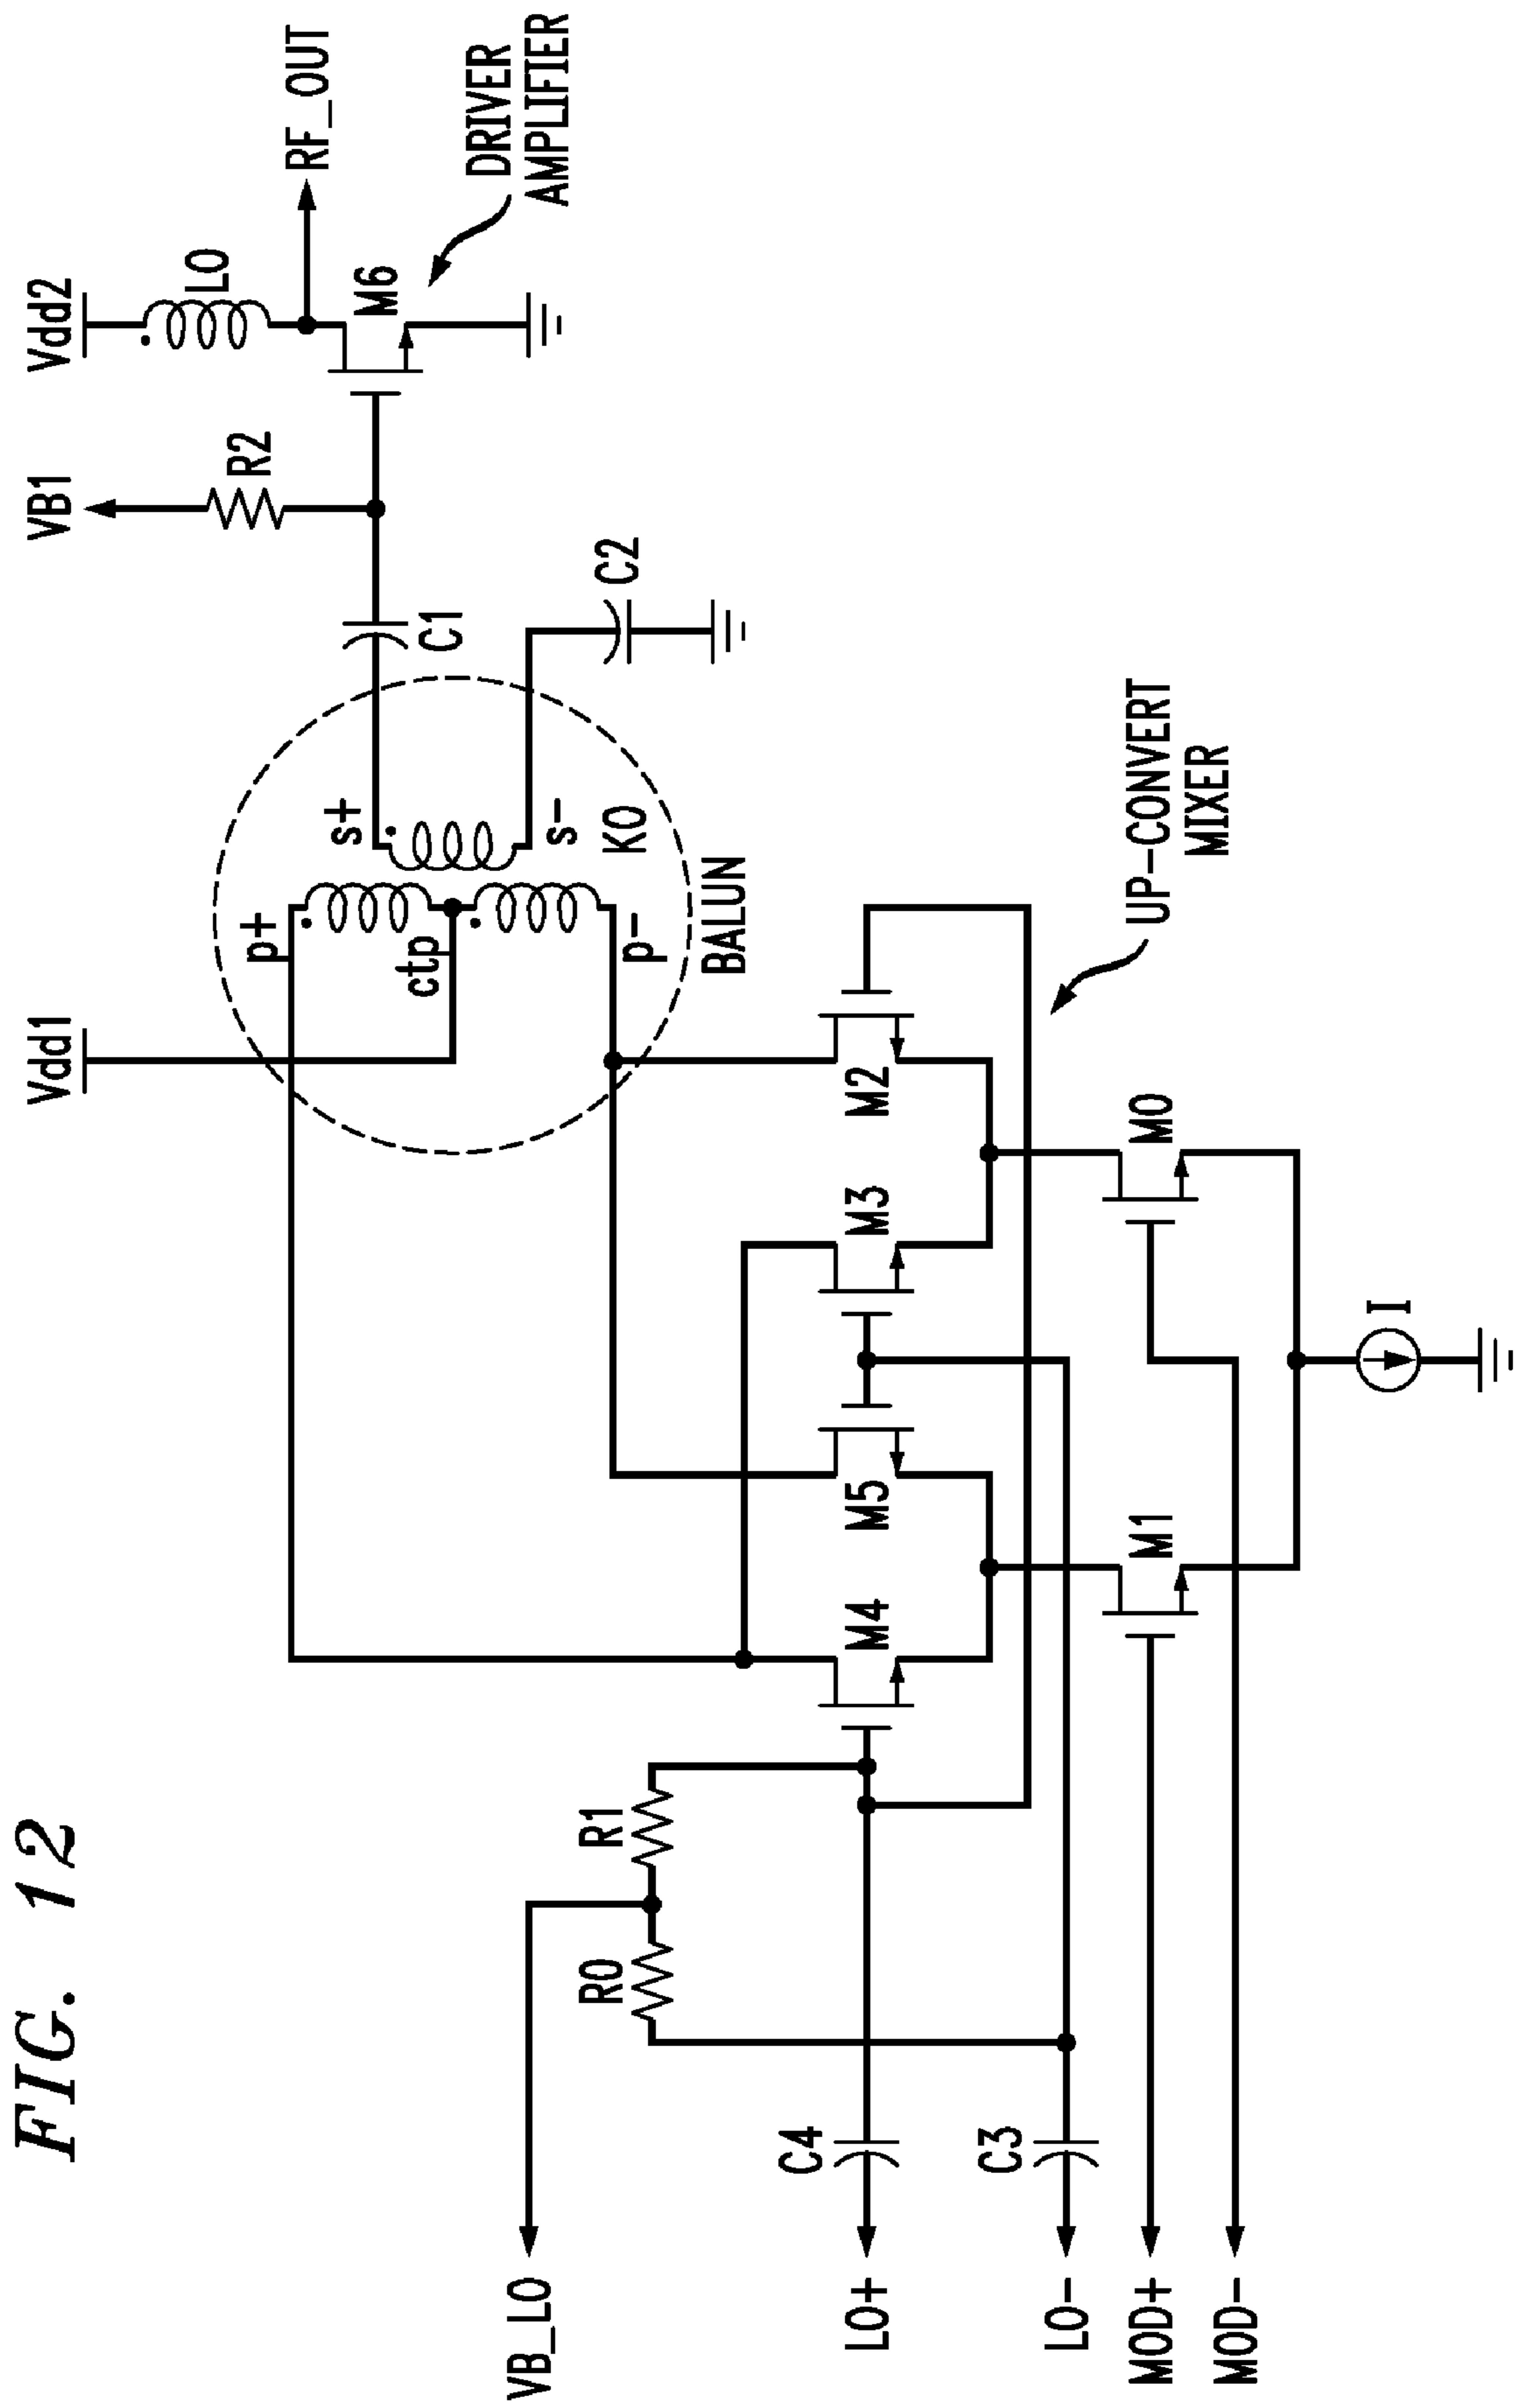 FIG. 12
Vdd1
VB1
Vdd2
R2
L0
RF_OUT
M6
DRIVER
AMPLIFIER
p+
ctp
p-
s+
s-
K0
BALUN
C1
C2
VB_LO
R0
R1
C4
LO+
C3
LO-
MOD+
MOD-
M4
M5
M3
M2
M1
M0
I
UP-CONVERT
MIXER